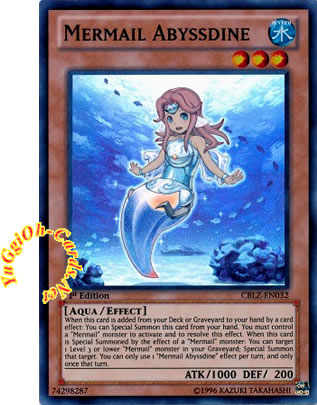 MERMAIL ABYSSDINE
WATER
水
YuGgiOh-Cards.Net
1st Edition
CBLZ-EN032
[AQUA / EFFECT]
When this card is added from your Deck or Graveyard to your hand by a card
effect: You can Special Summon this card from your hand. You must control
a "Mermail" monster to activate and to resolve this effect. When this card is
Special Summoned by the effect of a "Mermail" monster: You can target
1 Level 3 or lower "Mermail" monster in your Graveyard; Special Summon
that target. You can only use 1 "Mermail Abyssdine" effect per turn, and only
once that turn.
ATK/1000 DEF/ 200
74298287
©1996 KAZUKI TAKAHASHI